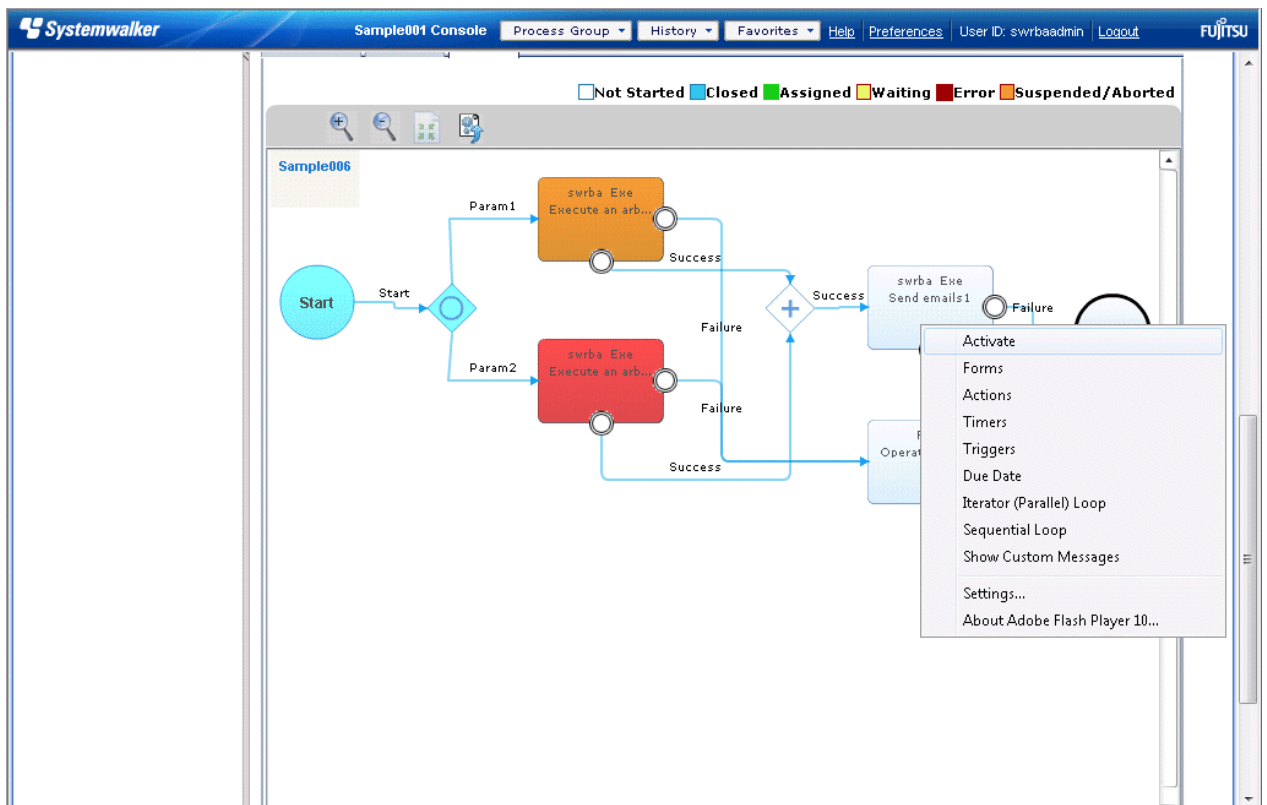 Systemwalker
Sample001 Console Process Group History Favorites Help Preferences User ID: swrbaadmin Logout FUJITSU
Not Started Closed Assigned Waiting Error Suspended/Aborted
Sample006
Param1
swrba Exe
Execute an arb...
Success
Start
Start
Success
swrba Exe
Send emails1
Failure
Failure
Param2
swrba Exe
Execute an arb...
Failure
Success
Operat
Activate
Forms
Actions
Timers
Triggers
Due Date
Iterator (Parallel) Loop
Sequential Loop
Show Custom Messages
Settings...
About Adobe Flash Player 10...